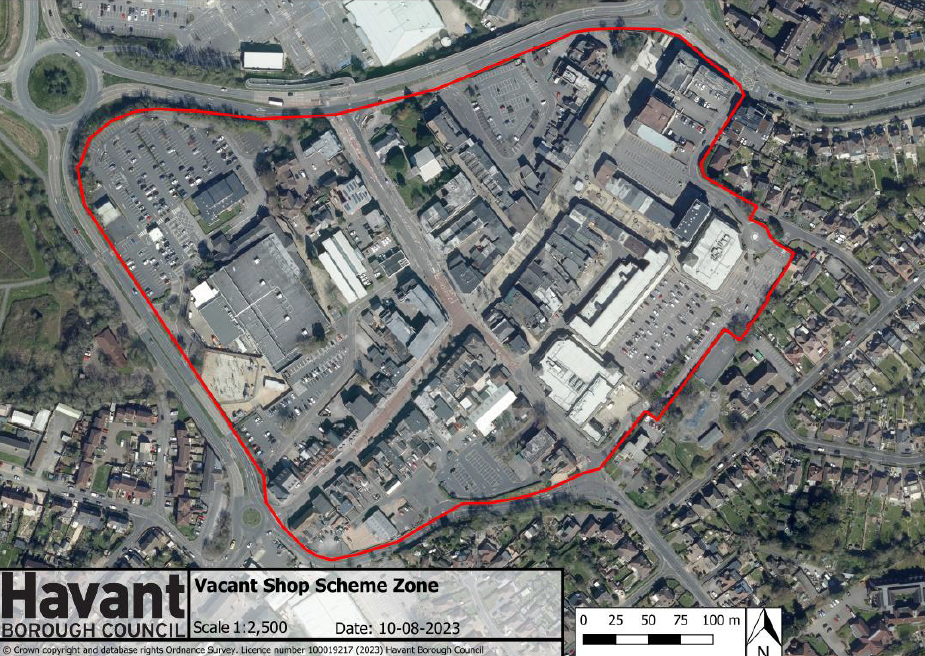 Havant
BOROUGH COUNCIL
Vacant Shop Scheme Zone
Scale 1:2,500 Date: 10-08-2023
© Crown copyright and database rights Ordnance Survey. Licence number 100019217 (2023) Havant Borough Council
0 25 50 75 100 m
N